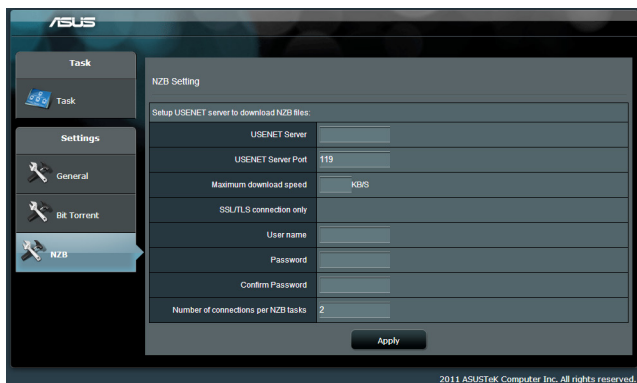 ASUS
Task
Task
Settings
General
Bit Torrent
NZB
NZB Setting
Setup USENET server to download NZB files:
USENET Server
USENET Server Port 119
Maximum download speed KB/S
SSL/TLS connection only
User name
Password
Confirm Password
Number of connections per NZB tasks 2
Apply
2011 ASUSTeK Computer Inc. All rights reserved.